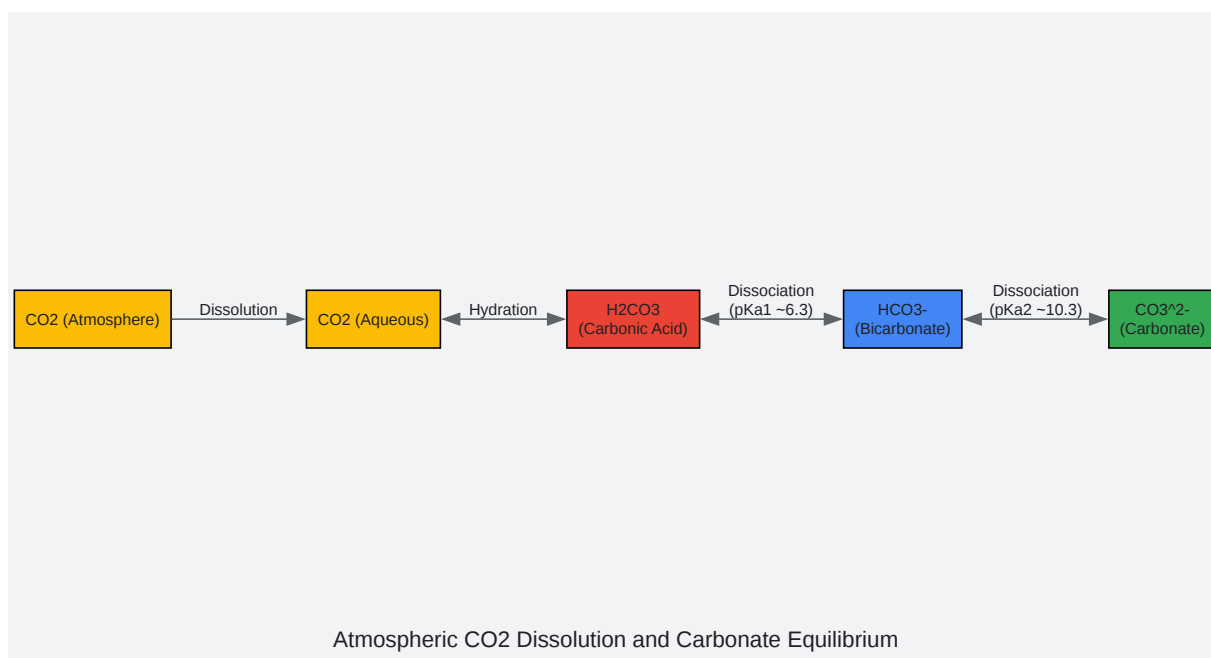 CO2 (Atmosphere)
Dissolution
CO2 (Aqueous)
Hydration
H2CO3
(Carbonic Acid)
Dissociation
(pKa1 ~6.3)
HCO3-
(Bicarbonate)
Dissociation
(pKa2 ~10.3)
CO3^2-
(Carbonate)
Atmospheric CO2 Dissolution and Carbonate Equilibrium